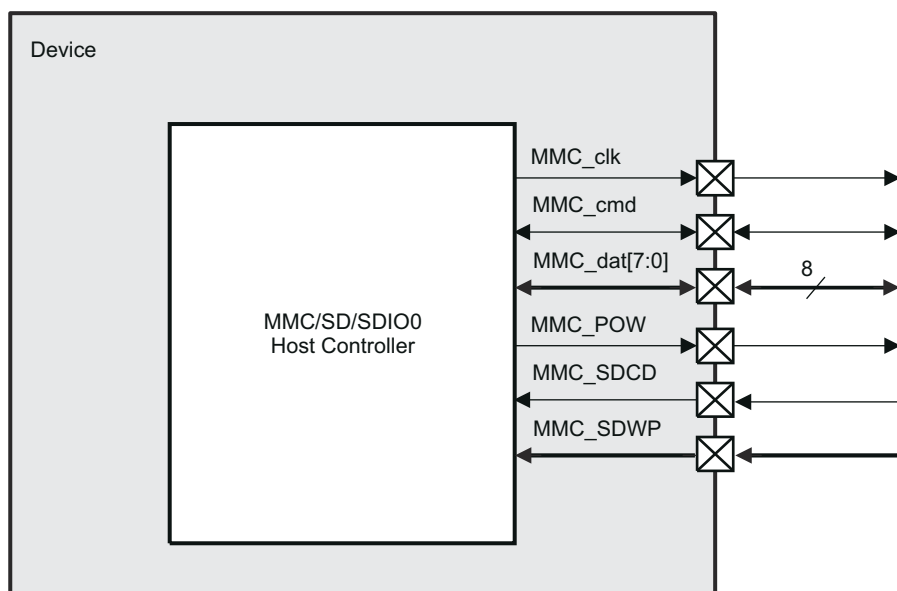 Device
MMC_clk
MMC_cmd
MMC_dat[7:0]
8
MMC/SD/SDIO0
Host Controller
MMC_POW
MMC_SDCD
MMC_SDWP